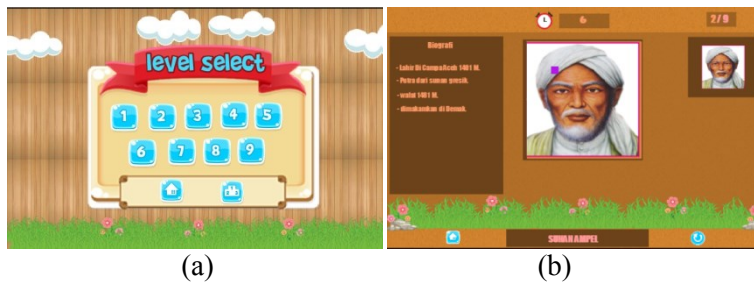 level select
1 2 3 4 5
6 7 8 9
6
2/9
Biografi
- Lahir Di Campa Aceh 1401 M.
- Putra dari sunan gresik.
- wafat 1481 M.
- dimakamkan di Demak.
SUNAN AMPEL
(a)
(b)